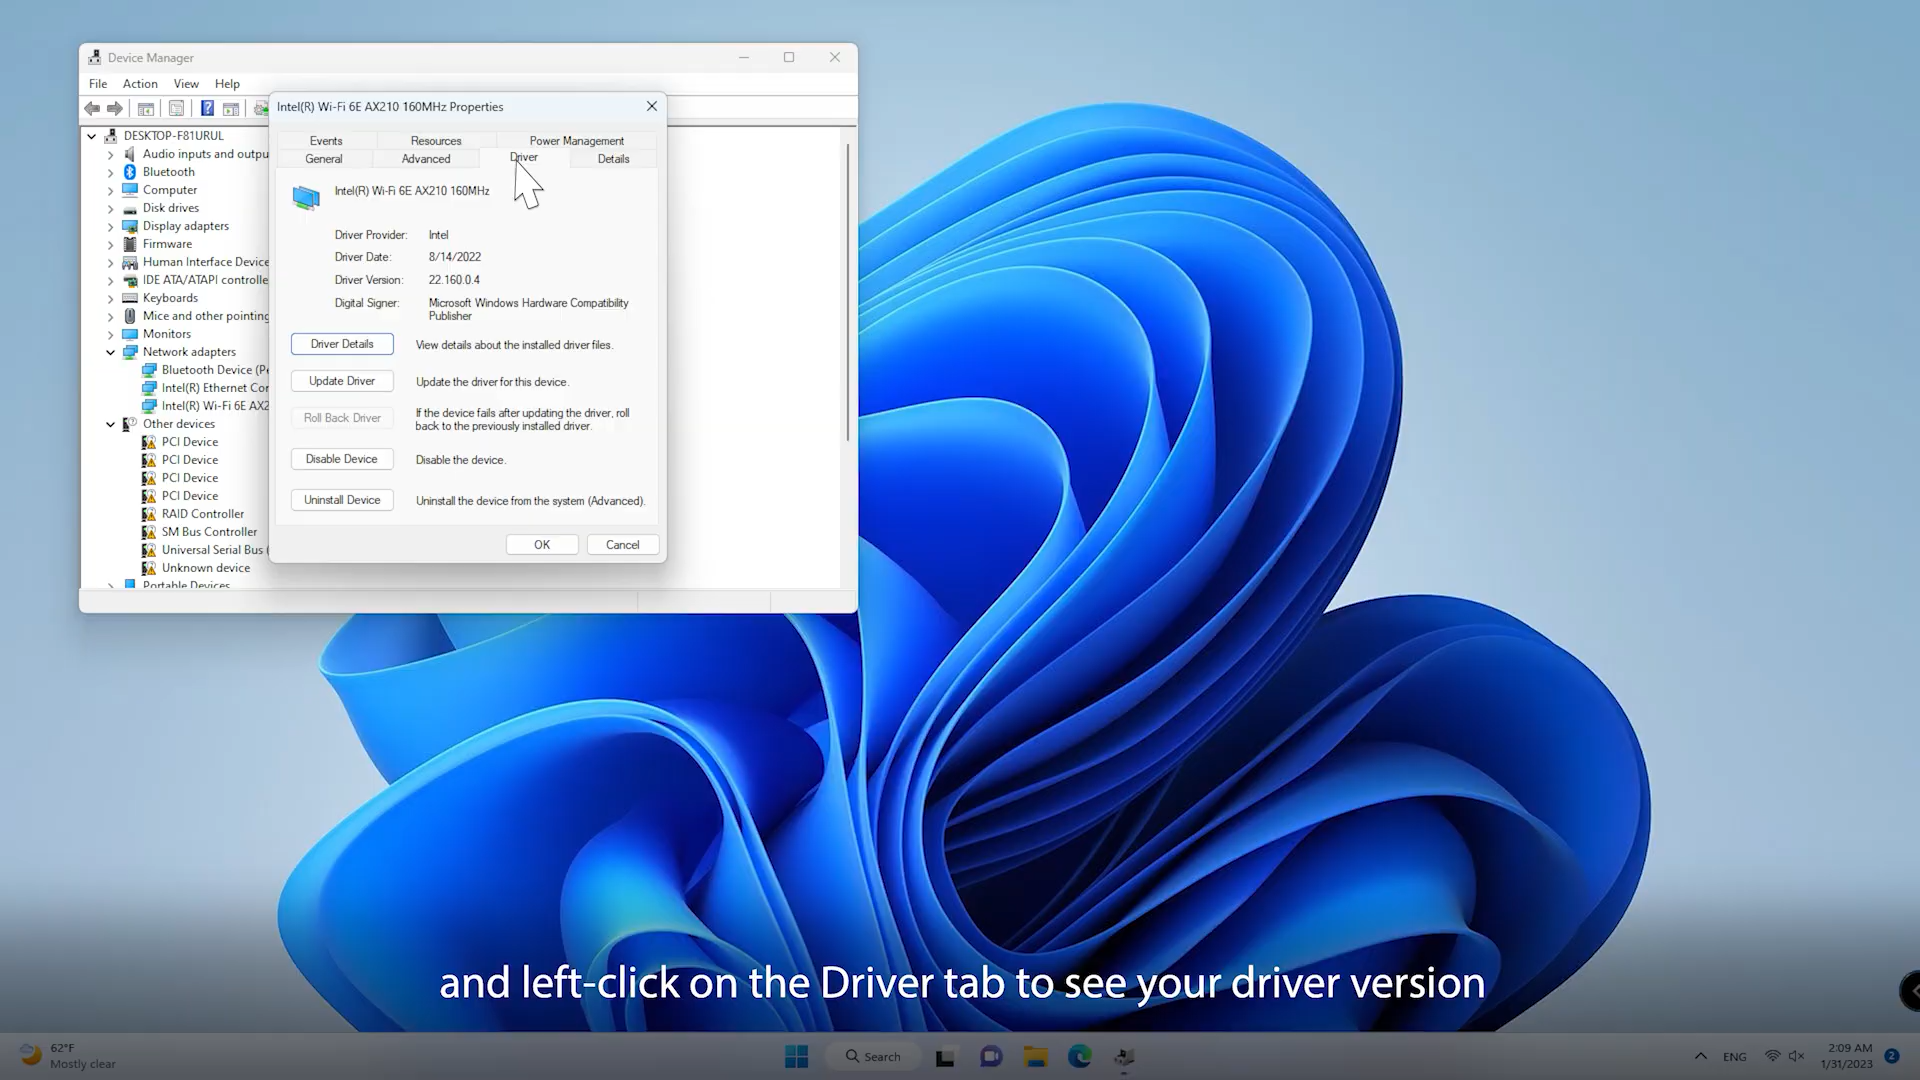 Device Manager
File Action View Help
Intel(R) Wi-Fi 6E AX210 160MHz Properties
Events Resources Power Management
General Advanced Driver Details
DESKTOP-F81URUL
Audio inputs and outpu
Bluetooth
Computer
Disk drives
Display adapters
Firmware
Human Interface Device
IDE ATA/ATAPI controlle
Keyboards
Mice and other pointing
Monitors
Network adapters
Bluetooth Device (Pe
Intel(R) Ethernet Cor
Intel(R) Wi-Fi 6E AX2
Other devices
PCI Device
PCI Device
PCI Device
PCI Device
RAID Controller
SM Bus Controller
Universal Serial Bus (
Unknown device
Portable Devices
Intel(R) Wi-Fi 6E AX210 160MHz
Driver Provider: Intel
Driver Date: 8/14/2022
Driver Version: 22.160.0.4
Digital Signer: Microsoft Windows Hardware Compatibility
Publisher
Driver Details View details about the installed driver files.
Update Driver Update the driver for this device.
Roll Back Driver If the device fails after updating the driver, roll
back to the previously installed driver.
Disable Device Disable the device.
Uninstall Device Uninstall the device from the system (Advanced).
OK Cancel
and left-click on the Driver tab to see your driver version
62°F
Mostly clear
Search
ENG
2:09 AM
1/31/2023
2